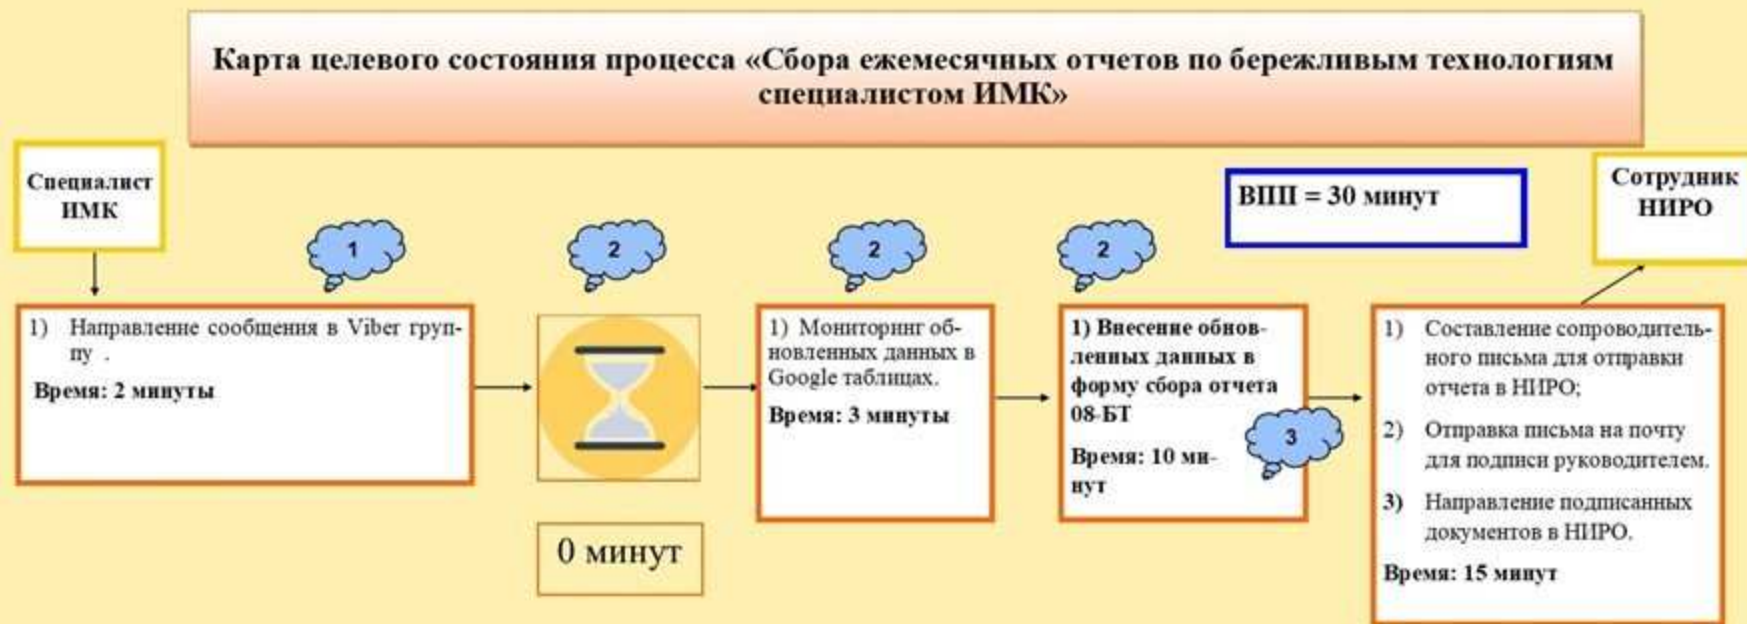 Карта целевого состояния процесса «Сбора ежемесячных отчетов по бережливым технологиям
специалистом ИМК»
Специалист
ИМК
1
2
2
2
ВПП = 30 минут
Сотрудник
НИРО
1) Направление сообщения в Viber груп-
пу .
Время: 2 минуты
0 минут
1) Мониторинг об-
новленных данных в
Google таблицах.
Время: 3 минуты
1) Внесение обнов-
ленных данных в
форму сбора отчета
08-БТ
Время: 10 ми-
нут
3
1) Составление сопроводитель-
ного письма для отправки
отчета в НИРО;
2) Отправка письма на почту
для подписи руководителем.
3) Направление подписанных
документов в НИРО.
Время: 15 минут